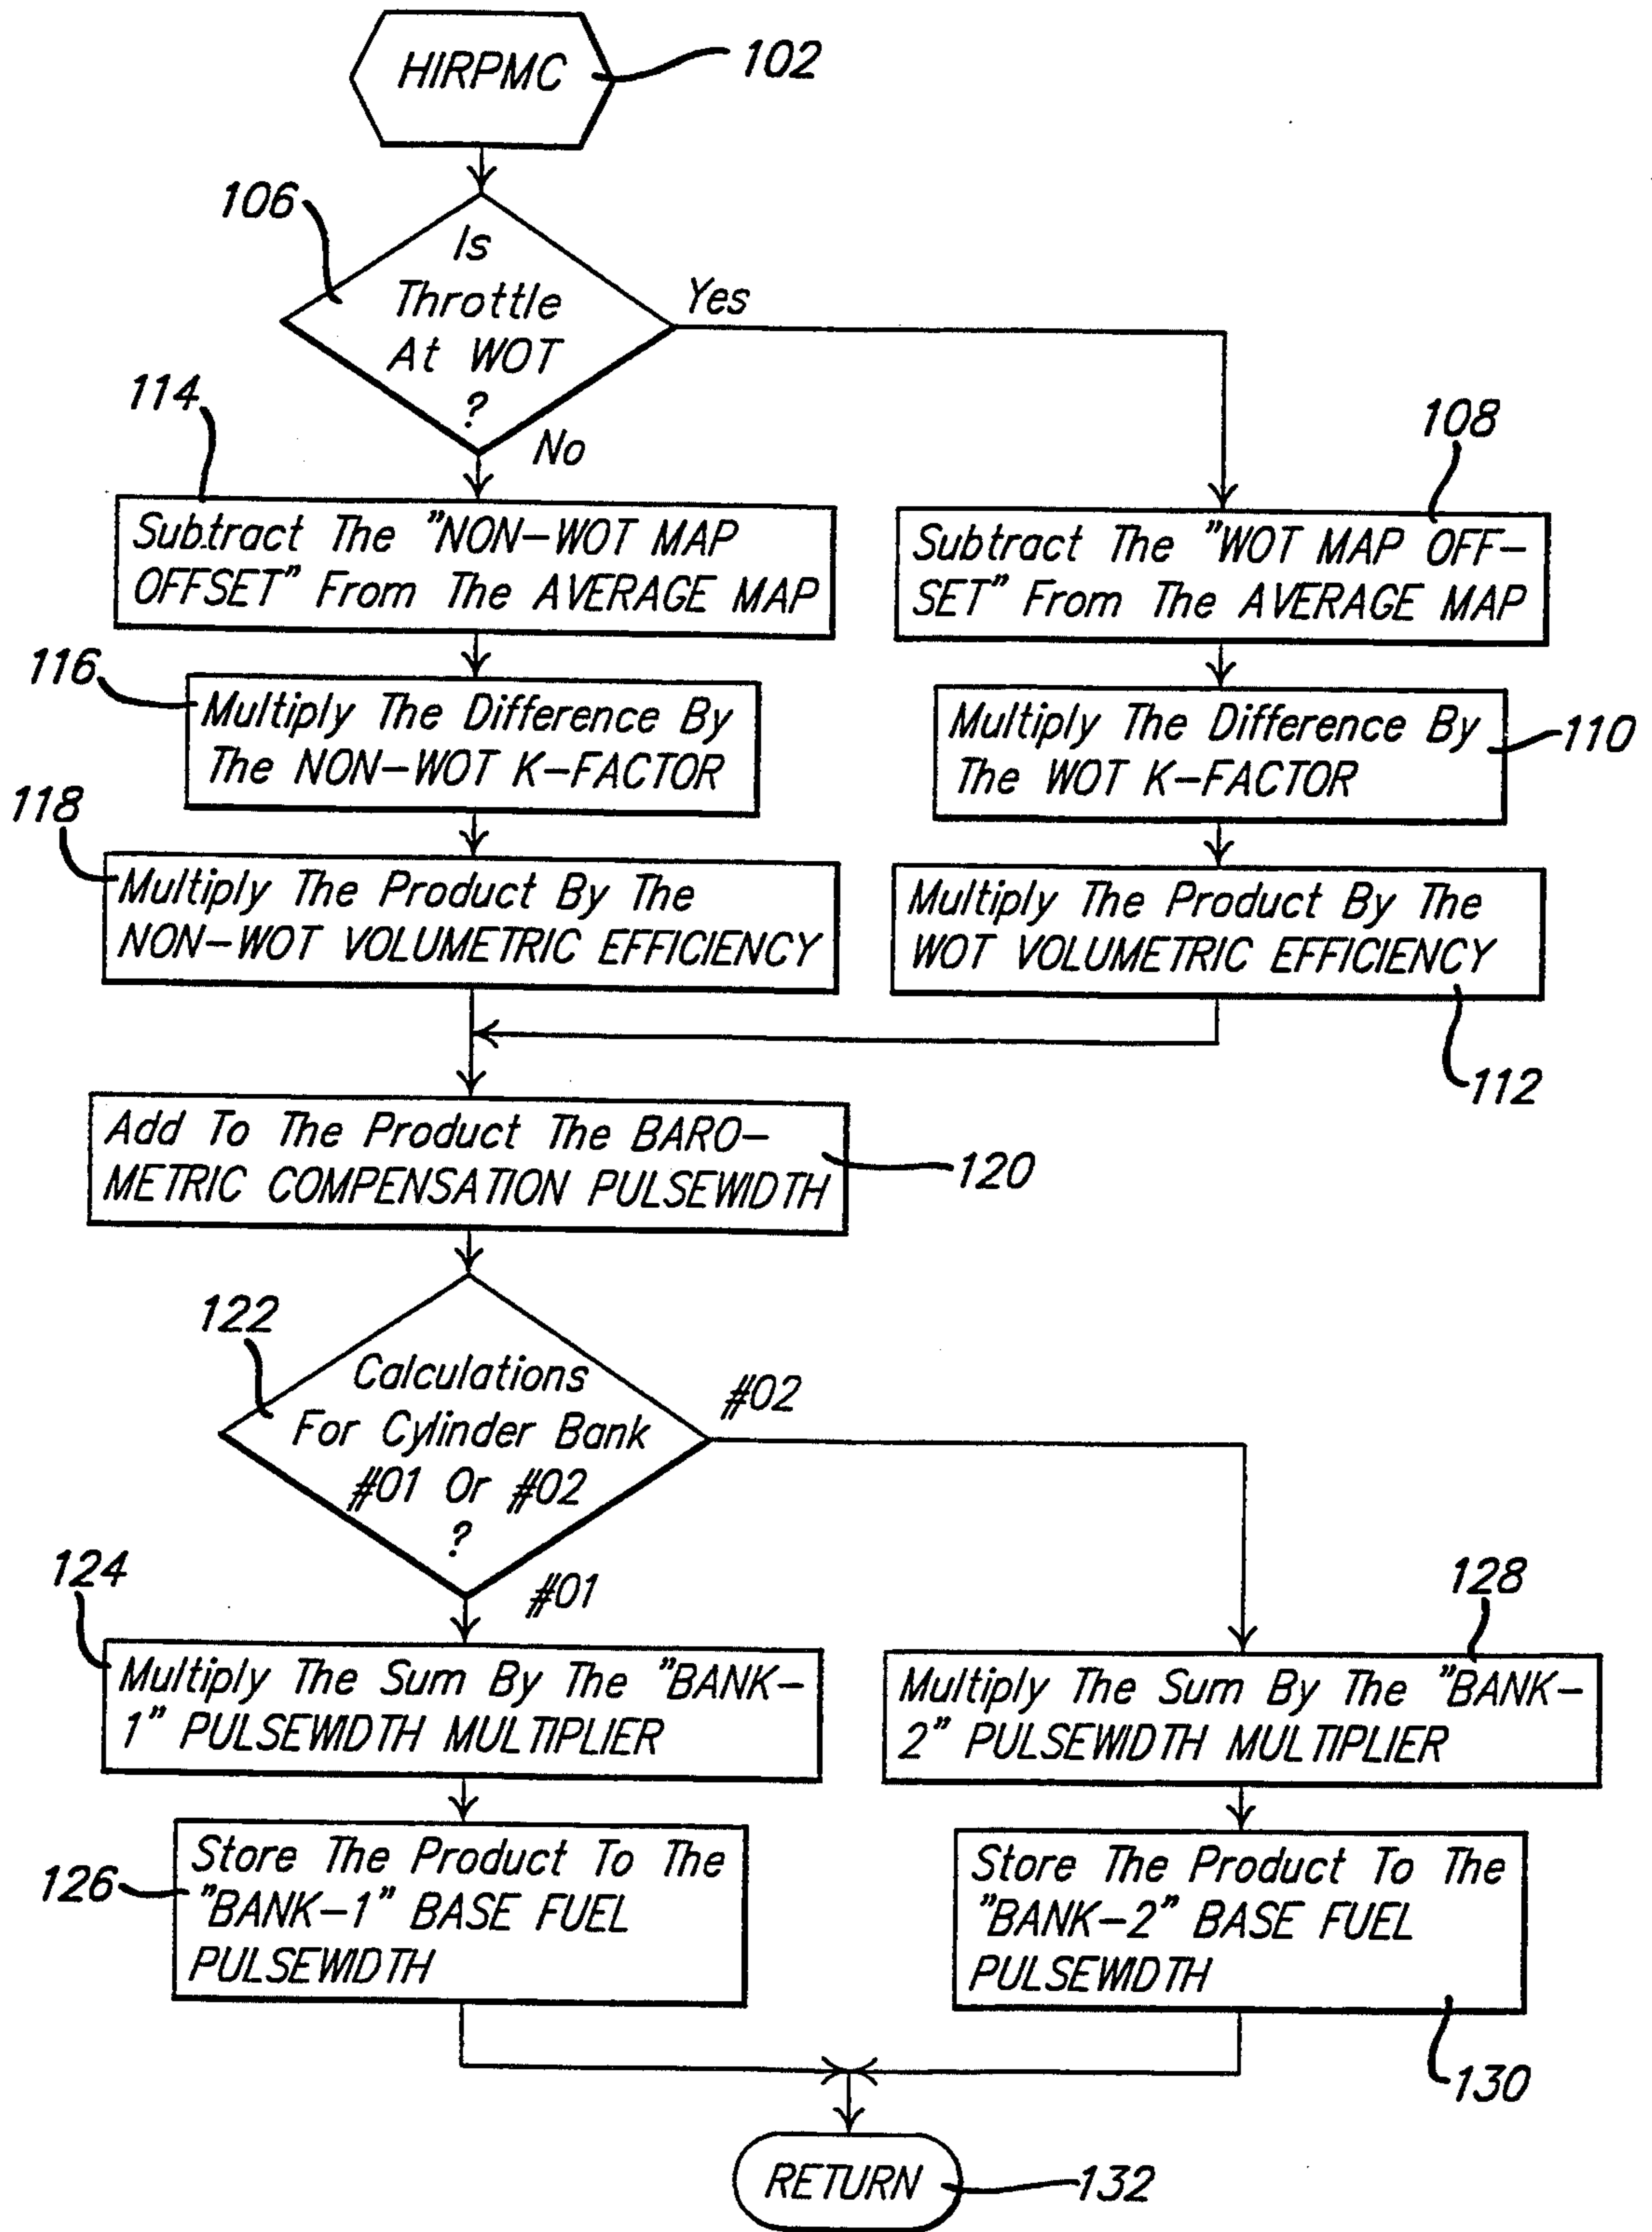 HIRPMC
102
106
Is
Throttle
At WOT
?
Yes
No
114
108
Subtract The "NON-WOT MAP
OFFSET" From The AVERAGE MAP
Subtract The "WOT MAP OFF-
SET" From The AVERAGE MAP
116
Multiply The Difference By
The NON-WOT K-FACTOR
Multiply The Difference By
The WOT K-FACTOR
110
118
Multiply The Product By The
NON-WOT VOLUMETRIC EFFICIENCY
Multiply The Product By The
WOT VOLUMETRIC EFFICIENCY
112
Add To The Product The BARO-
METRIC COMPENSATION PULSEWIDTH
120
122
Calculations
For Cylinder Bank
#01 Or #02
?
#02
#01
124
128
Multiply The Sum By The "BANK-
1" PULSEWIDTH MULTIPLIER
Multiply The Sum By The "BANK-
2" PULSEWIDTH MULTIPLIER
126
Store The Product To The
"BANK-1" BASE FUEL
PULSEWIDTH
Store The Product To The
"BANK-2" BASE FUEL
PULSEWIDTH
130
RETURN
132